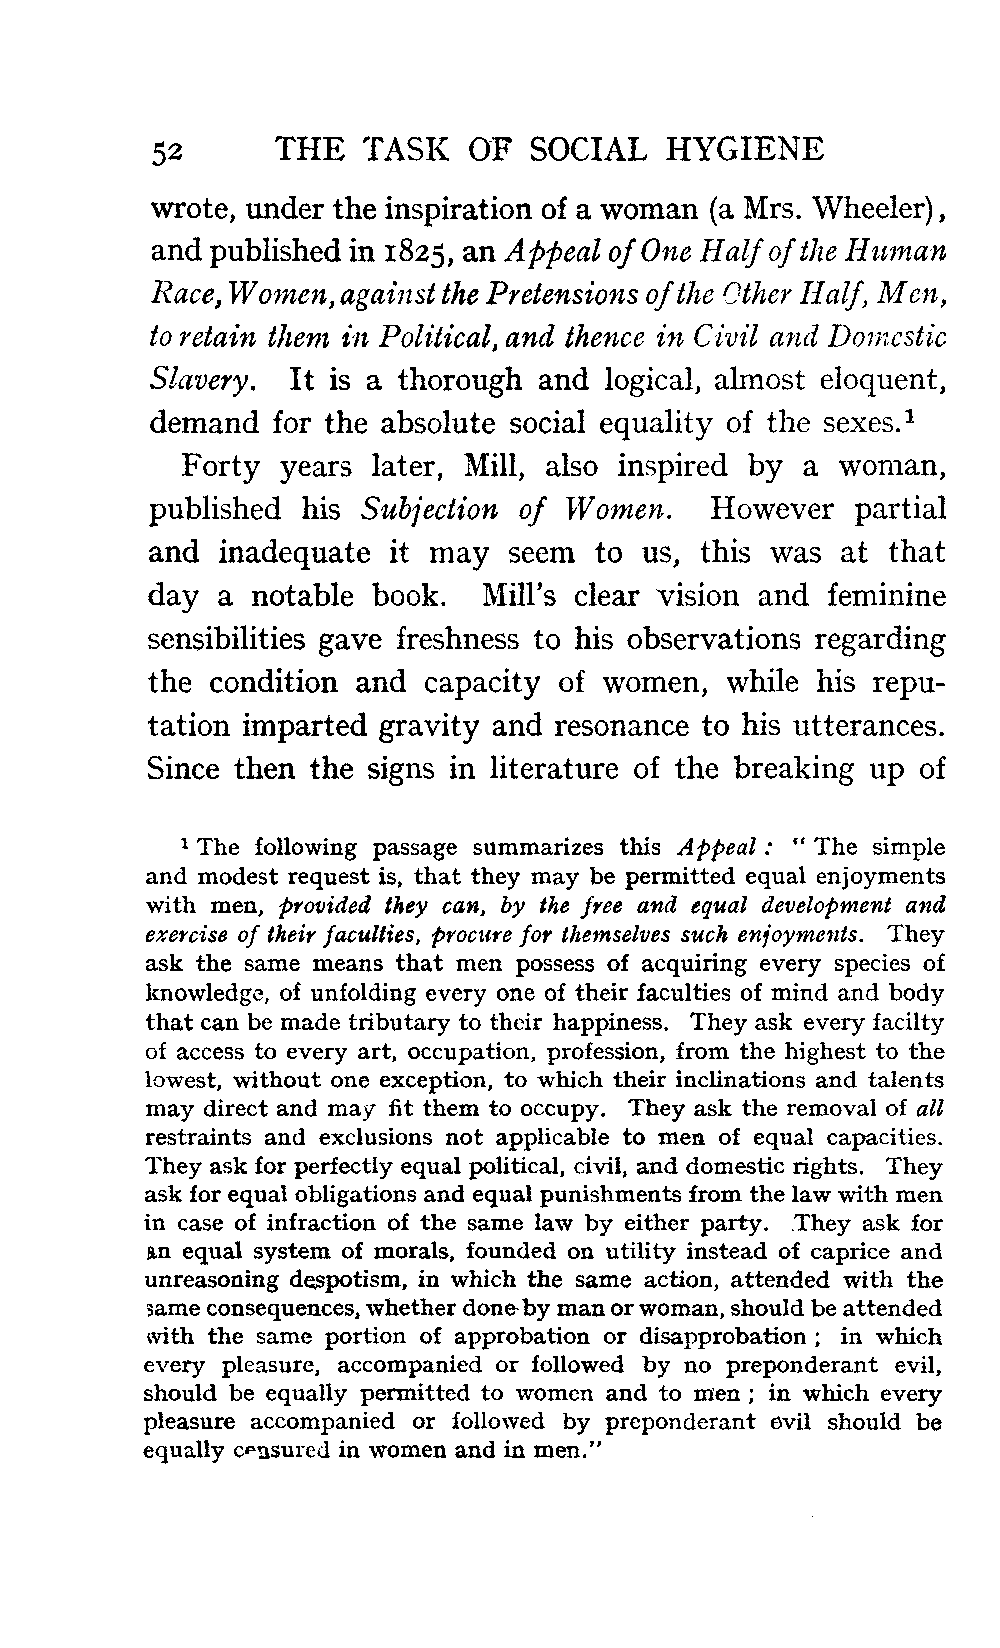 52 THE TASK OF SOCIAL HYGIENE
wrote, under the inspiration of a woman (a Mrs. Wheeler),
and published in 1825, an Appeal of One Half of the Human
Race, Women, against the Pretensions of the Other Half, Men,
to retain them in Political, and thence in Civil and Domestic
Slavery. It is a thorough and logical, almost eloquent,
demand for the absolute social equality of the sexes.¹
Forty years later, Mill, also inspired by a woman,
published his Subjection of Women. However partial
and inadequate it may seem to us, this was at that
day a notable book. Mill's clear vision and feminine
sensibilities gave freshness to his observations regarding
the condition and capacity of women, while his repu-
tation imparted gravity and resonance to his utterances.
Since then the signs in literature of the breaking up of
¹ The following passage summarizes this Appeal : " The simple
and modest request is, that they may be permitted equal enjoyments
with men, provided they can, by the free and equal development and
exercise of their faculties, procure for themselves such enjoyments. They
ask the same means that men possess of acquiring every species of
knowledge, of unfolding every one of their faculties of mind and body
that can be made tributary to their happiness. They ask every facilty
of access to every art, occupation, profession, from the highest to the
lowest, without one exception, to which their inclinations and talents
may direct and may fit them to occupy. They ask the removal of all
restraints and exclusions not applicable to men of equal capacities.
They ask for perfectly equal political, civil, and domestic rights. They
ask for equal obligations and equal punishments from the law with men
in case of infraction of the same law by either party. They ask for
an equal system of morals, founded on utility instead of caprice and
unreasoning despotism, in which the same action, attended with the
same consequences, whether done by man or woman, should be attended
with the same portion of approbation or disapprobation ; in which
every pleasure, accompanied or followed by no preponderant evil,
should be equally permitted to women and to men ; in which every
pleasure accompanied or followed by preponderant evil should be
equally censured in women and in men."